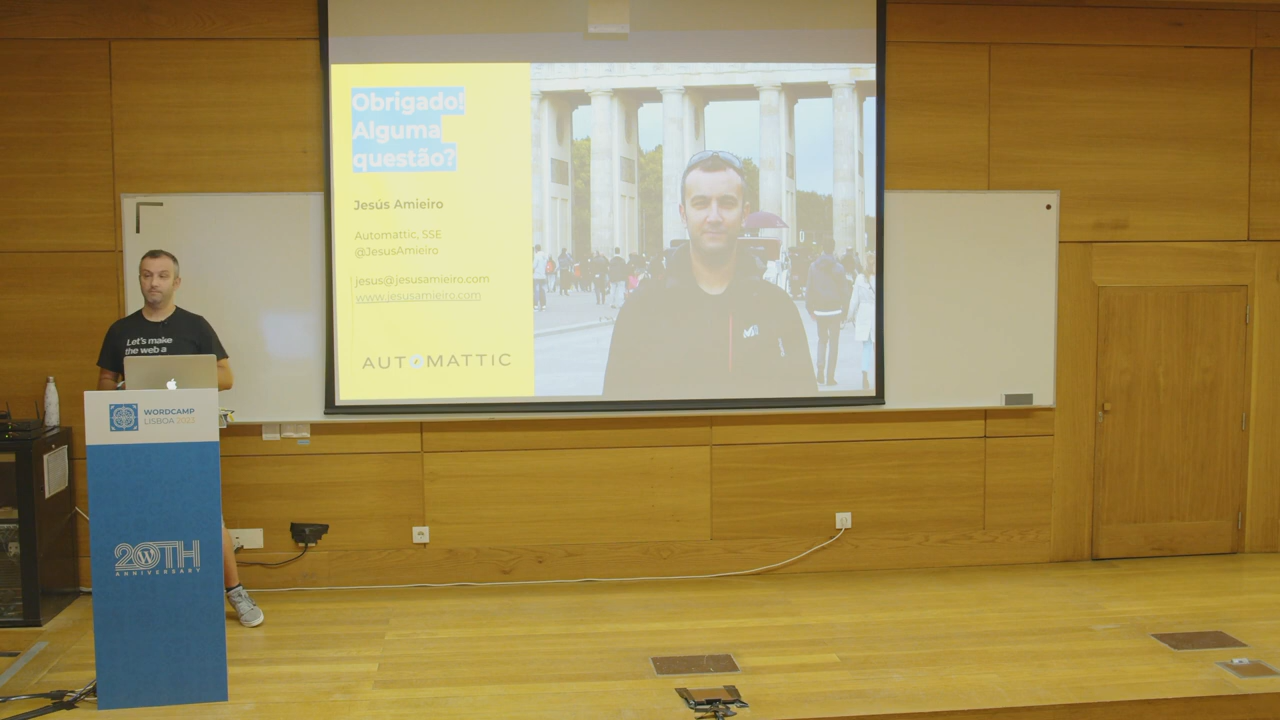 Obrigado!
Alguma
questão?
Jesús Amieiro
Automattic, SSE
@JesusAmieiro
jesus@jesusamieiro.com
www.jesusamieiro.com
AUTOMATTIC
Let's make
the web a
WORDCAMP
LISBOA 2023
20TH
ANNIVERSARY